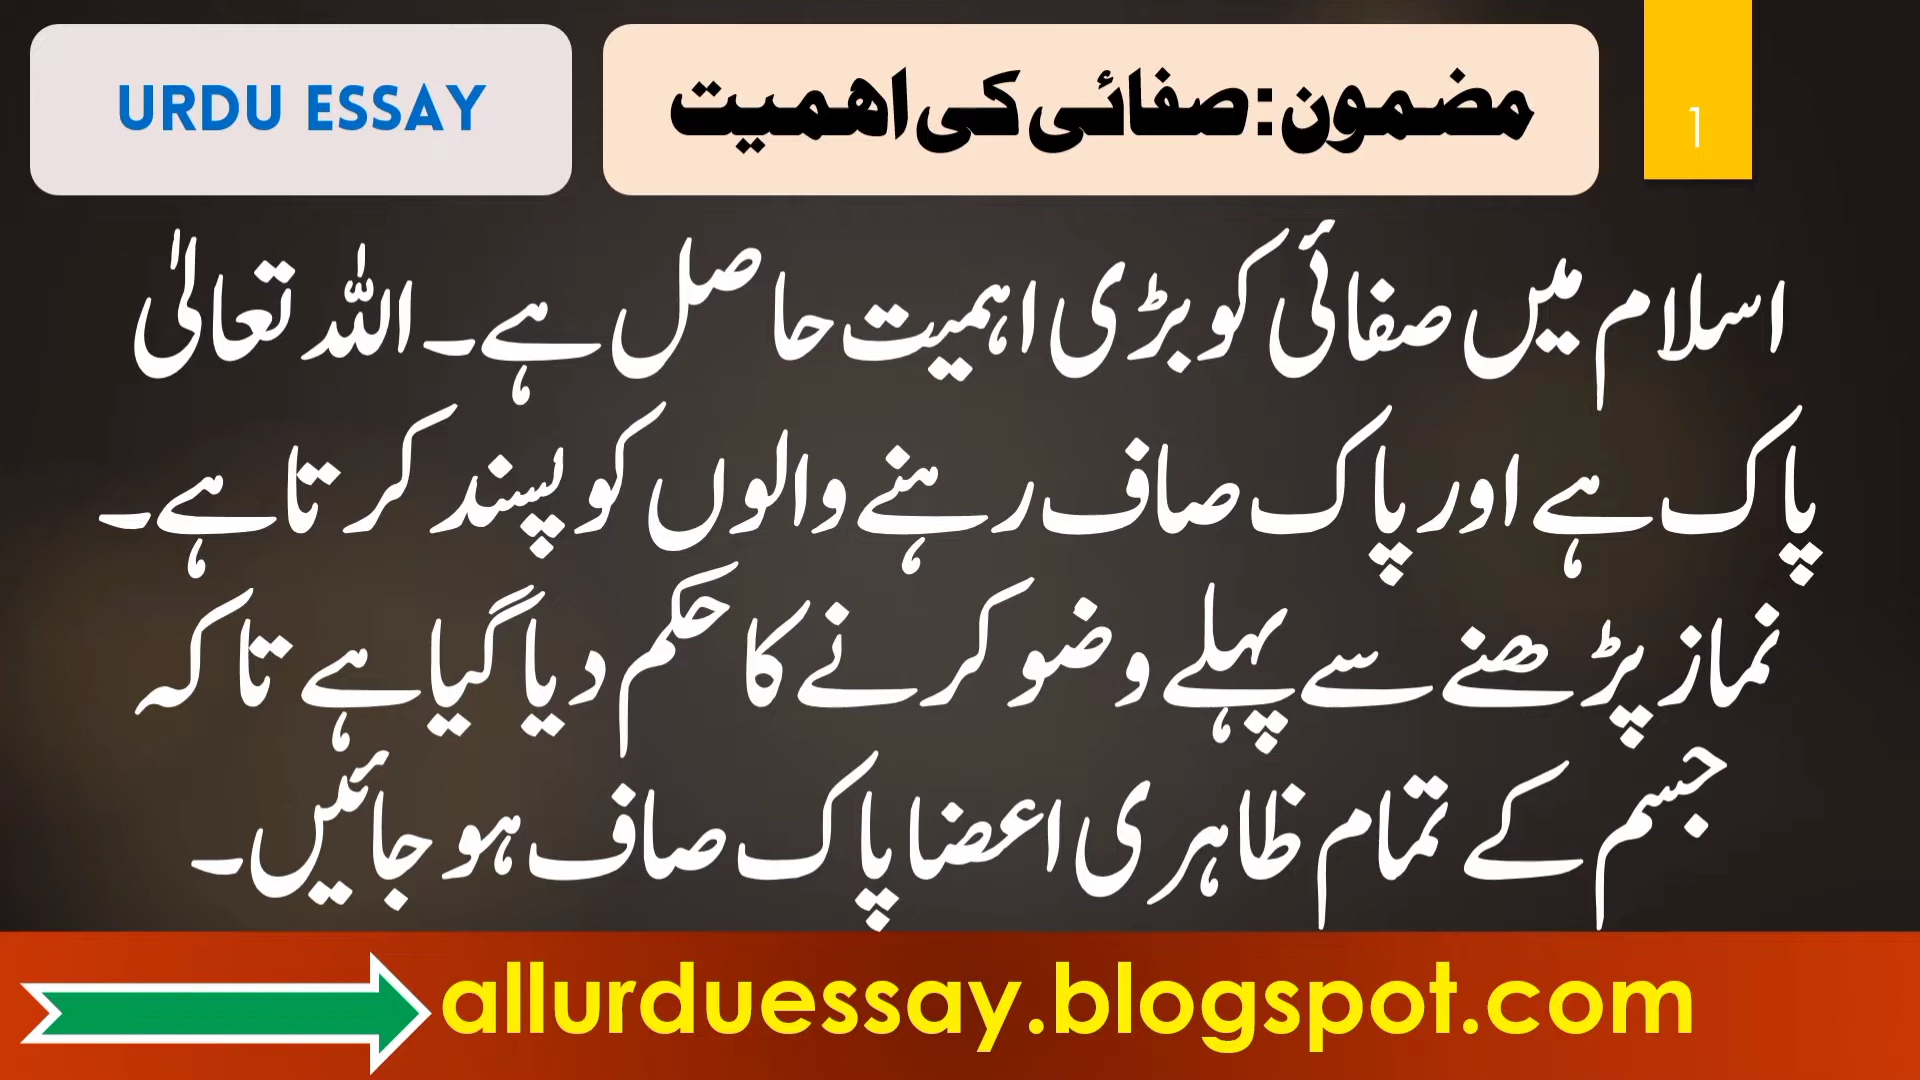 URDU ESSAY
مضمون: صفائی کی اہمیت
1
اسلام میں صفائی کو بڑی اہمیت حاصل ہے۔ اللہ تعالیٰ
پاک ہے اور پاک صاف رہنے والوں کو پسند کرتا ہے۔
نماز پڑھنے سے پہلے وضو کرنے کا حکم دیا گیا ہے تاکہ
جسم کے تمام ظاہری اعضا پاک صاف ہو جائیں۔
allurduessay.blogspot.com